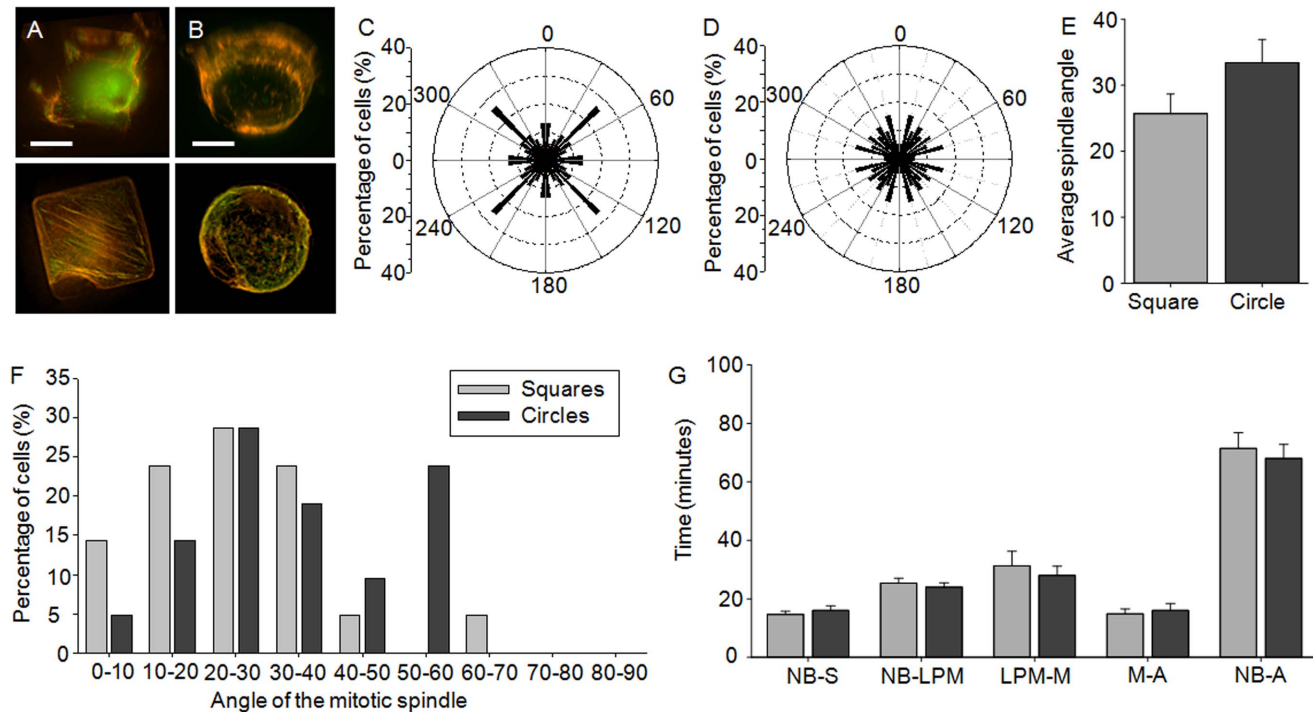 A
B
C
Percentage of cells (%)
40
20
0
20
40
0
60
120
180
240
300
D
Percentage of cells (%)
40
20
0
20
40
0
60
120
180
240
300
E
Average spindle angle
40
30
20
10
0
Square
Circle
F
Percentage of cells (%)
35
30
25
20
15
10
5
0
Squares
Circles
0-10
10-20
20-30
30-40
40-50
50-60
60-70
70-80
80-90
Angle of the mitotic spindle
G
Time (minutes)
100
80
60
40
20
0
NB-S
NB-LPM
LPM-M
M-A
NB-A